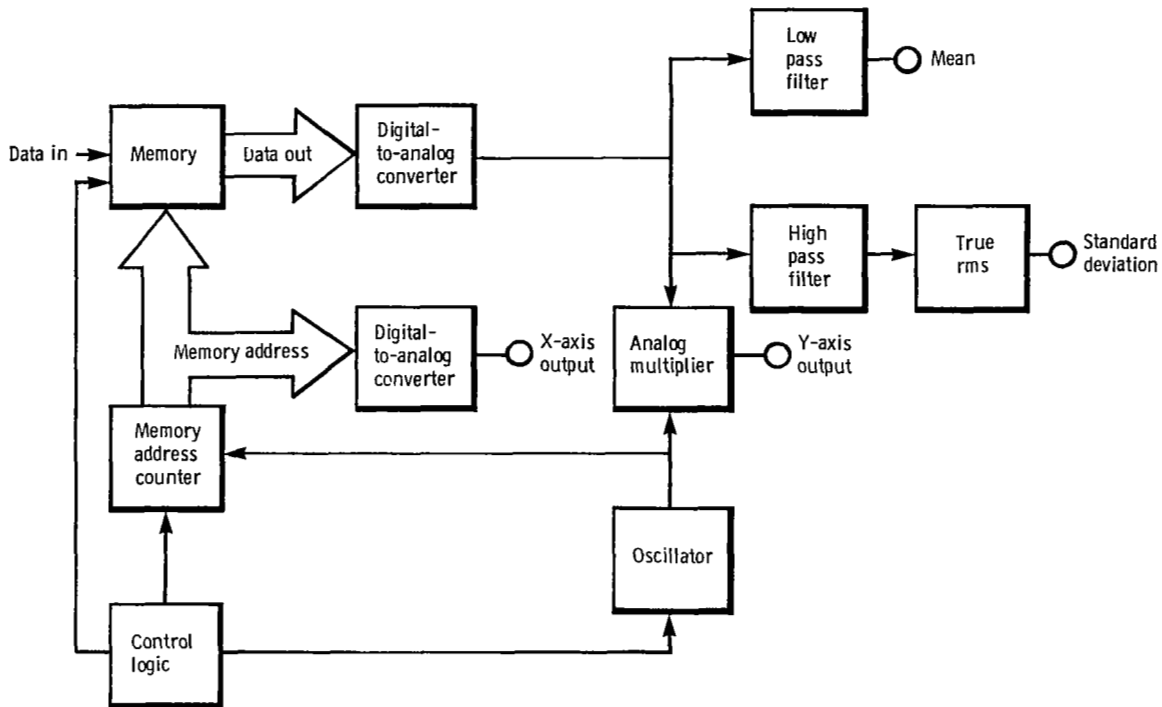 Low
pass
filter
Mean
Data in
Memory
Data out
Digital-
to-analog
converter
High
pass
filter
True
rms
Standard
deviation
Memory address
Digital-
to-analog
converter
X-axis
output
Analog
multiplier
Y-axis
output
Memory
address
counter
Oscillator
Control
logic